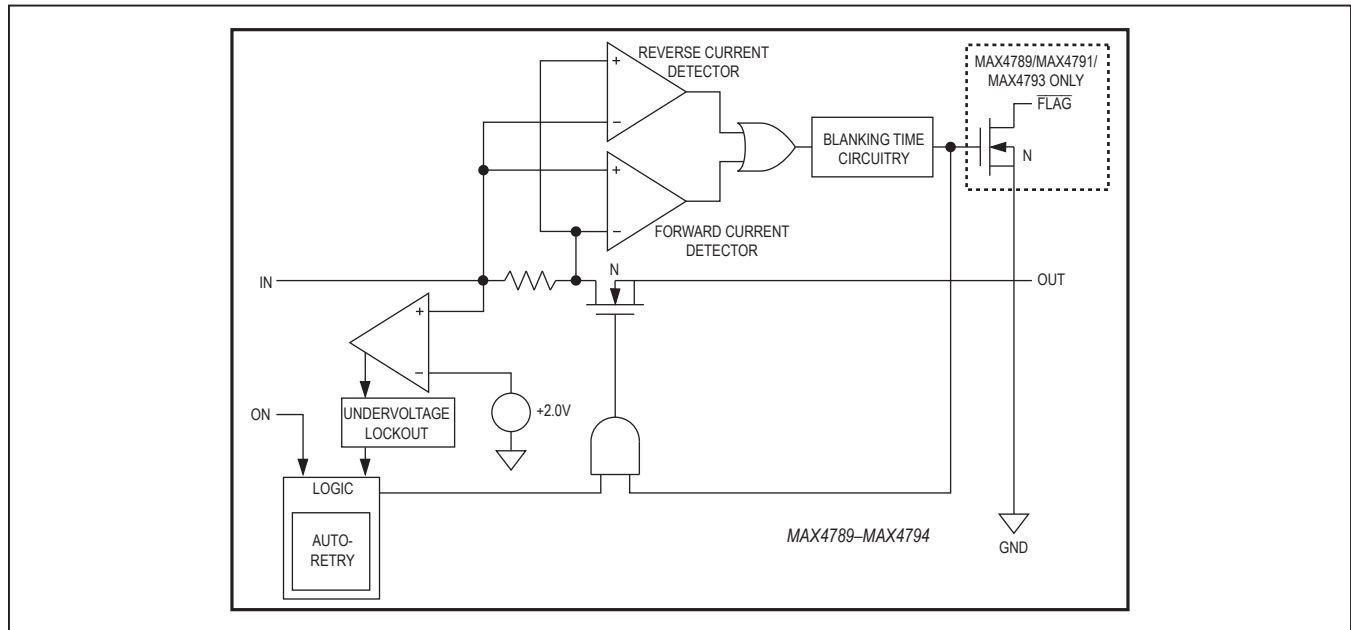 REVERSE CURRENT
DETECTOR
+
−
MAX4789/MAX4791/
MAX4793 ONLY
FLAG
N
BLANKING TIME
CIRCUITRY
+
−
FORWARD CURRENT
DETECTOR
IN
N
OUT
+
−
+2.0V
ON
UNDERVOLTAGE
LOCKOUT
LOGIC
AUTO-
RETRY
MAX4789–MAX4794
GND